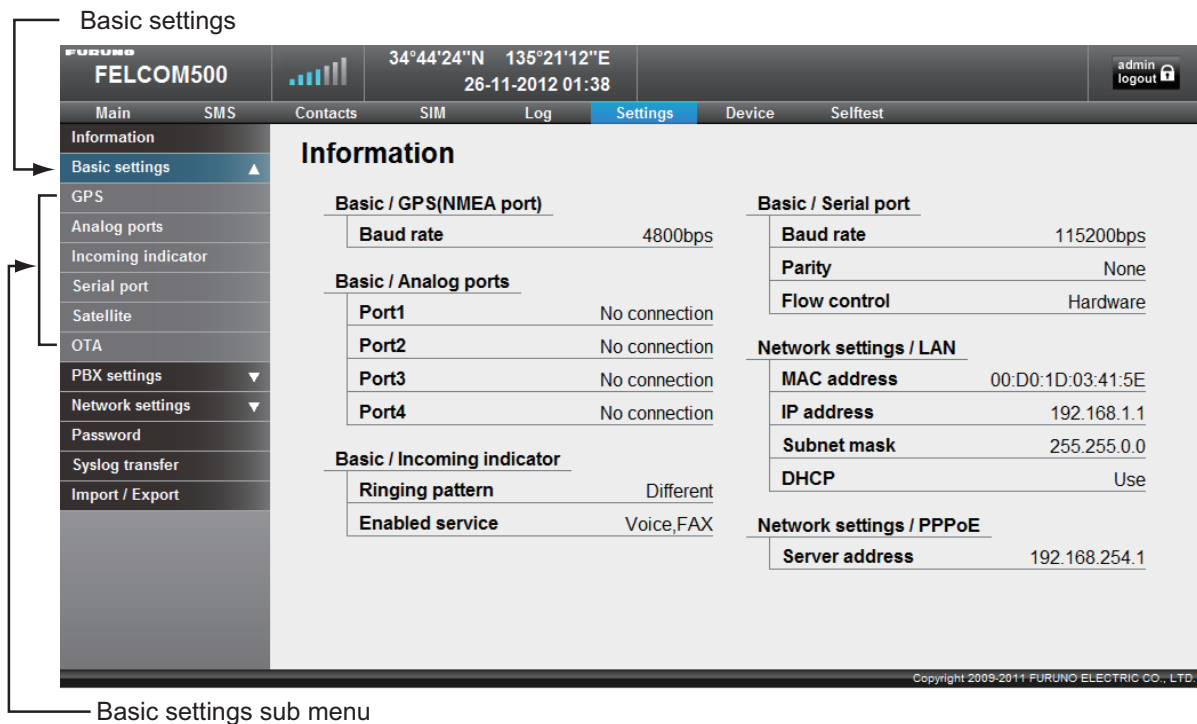 Basic settings
FURUNO
FELCOM500
34°44'24"N 135°21'12"E
26-11-2012 01:38
admin
logout
Main SMS Contacts SIM Log Settings Device Selftest
Information
Basic settings
GPS
Analog ports
Incoming indicator
Serial port
Satellite
OTA
PBX settings
Network settings
Password
Syslog transfer
Import / Export
Information
Basic / GPS(NMEA port)
Baud rate 4800bps
Basic / Analog ports
Port1 No connection
Port2 No connection
Port3 No connection
Port4 No connection
Basic / Incoming indicator
Ringing pattern Different
Enabled service Voice,FAX
Basic / Serial port
Baud rate 115200bps
Parity None
Flow control Hardware
Network settings / LAN
MAC address 00:D0:1D:03:41:5E
IP address 192.168.1.1
Subnet mask 255.255.0.0
DHCP Use
Network settings / PPPoE
Server address 192.168.254.1
Copyright 2009-2011 FURUNO ELECTRIC CO., LTD.
Basic settings sub menu